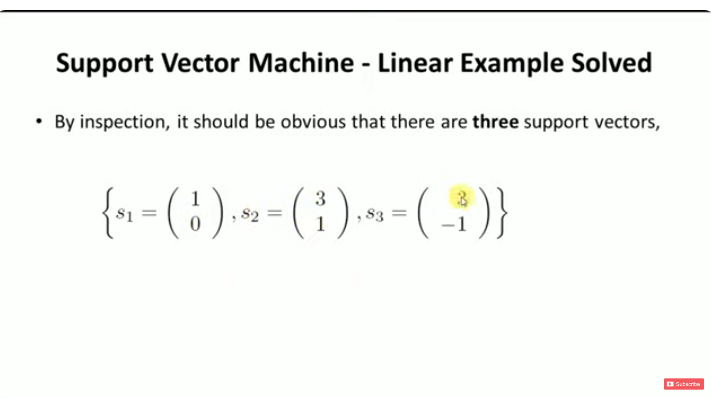 Support Vector Machine - Linear Example Solved
• By inspection, it should be obvious that there are three support vectors,
{ s₁ = ( 1 0 ) , s₂ = ( 3 1 ) , s₃ = ( 3 −1 ) }
Subscribe